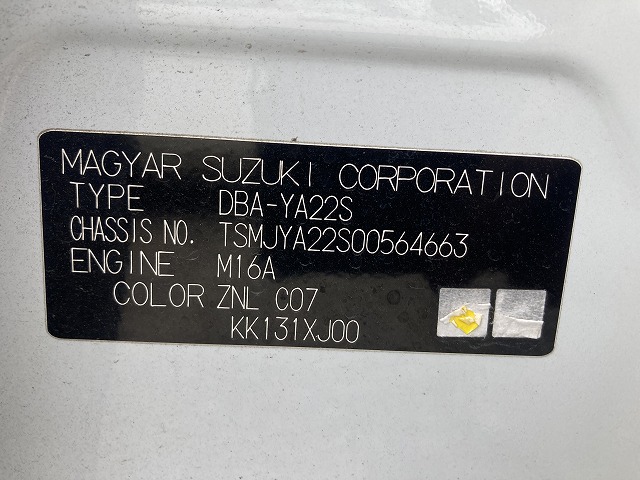 MAGYAR SUZUKI CORPORATION
TYPE DBA-YA22S
CHASSIS NO. TSMJYA22S00564663
ENGINE M16A
COLOR ZNL C07
KK131XJ00